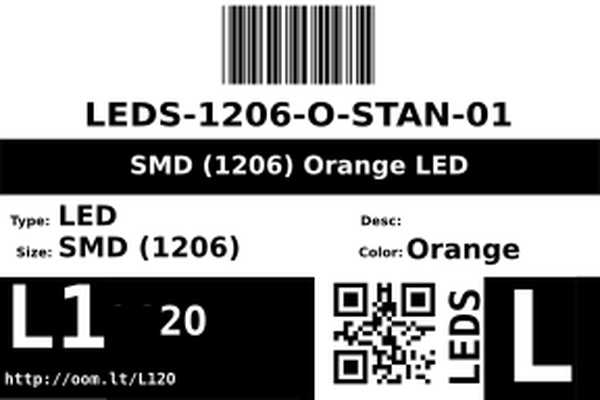 LEDS-1206-O-STAN-01
SMD (1206) Orange LED
Type: LED
Desc:
Size: SMD (1206)
Color: Orange
L1 20
LEDS
L
http://oom.lt/L120